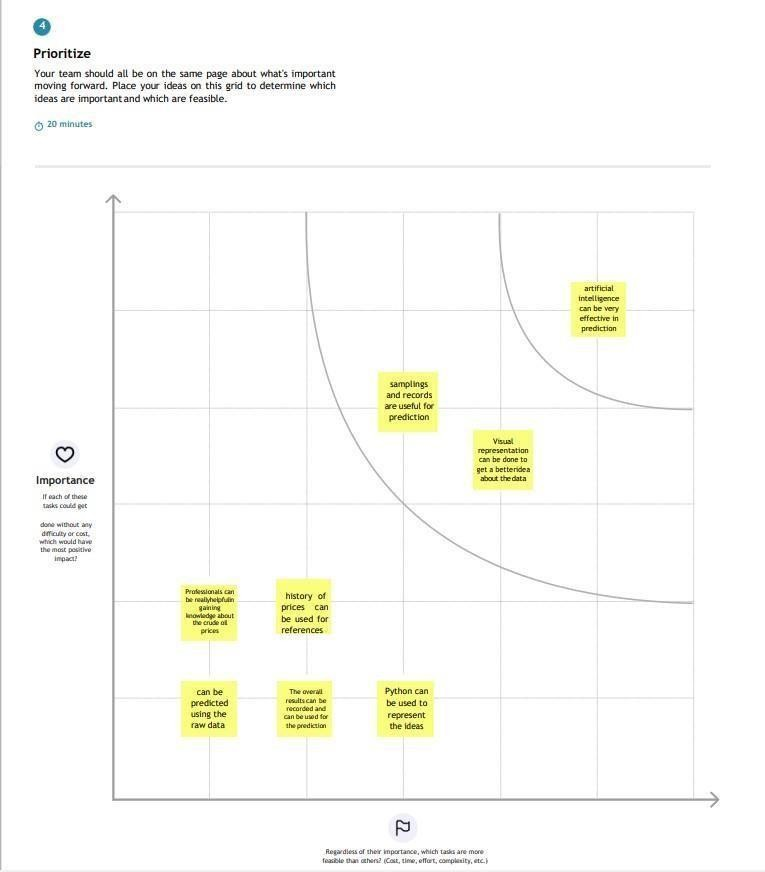 4
Prioritize
Your team should all be on the same page about what's important
moving forward. Place your ideas on this grid to determine which
ideas are important and which are feasible.
20 minutes
artificial
intelligence
can be very
effective in
prediction
samplings
and records
are useful for
prediction
Visual
representation
can be done to
get a betteridea
about thedata
Importance
If each of these
tasks could get
done without any
difficulty or cost,
which would have
the most positive
impact?
Professionals can
be reallyhelpfulin
gaining
knowledge about
the crude oil
prices
history of
prices can
be used for
references
can be
predicted
using the
raw data
The overall
results can be
recorded and
can be used for
the prediction
Python can
be used to
represent
the ideas
Regardless of their importance, which tasks are more
feasible than others? (Cost, time, effort, complexity, etc.)